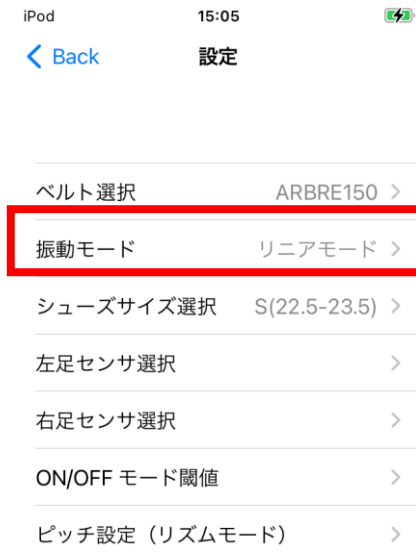 iPod 15:05
Back 設定
ベルト選択 ARBRE150
振動モード リニアモード
シューズサイズ選択 S(22.5-23.5)
左足センサ選択
右足センサ選択
ON/OFF モード閾値
ピッチ設定（リズムモード）